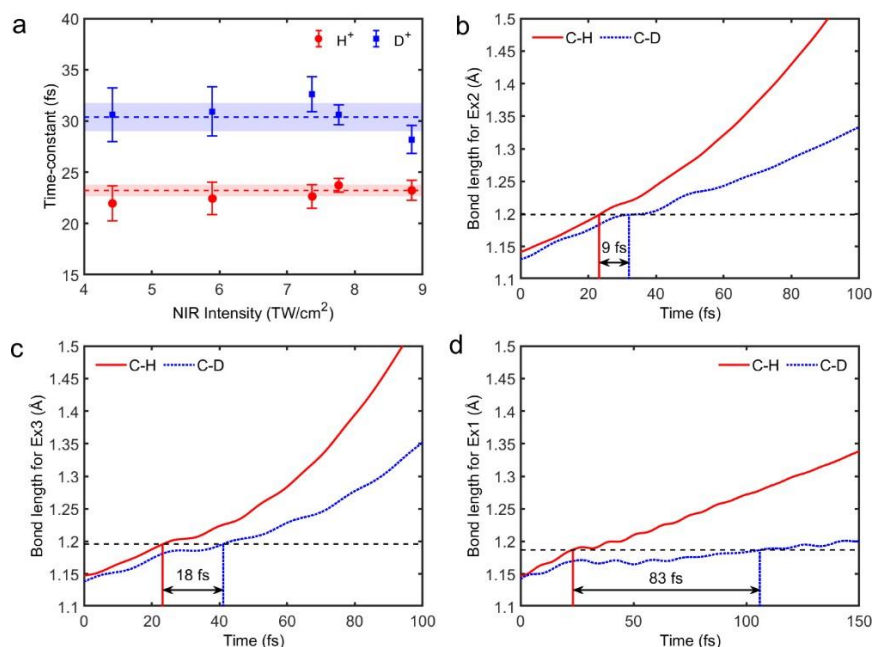 a
H+ D+
Time-constant (fs)
40
35
30
25
20
15
4 5 6 7 8 9
NIR Intensity (TW/cm²)
b
C-H C-D
Bond length for Ex2 (Å)
1.5
1.45
1.4
1.35
1.3
1.25
1.2
1.15
1.1
9 fs
0 20 40 60 80 100
Time (fs)
c
C-H C-D
Bond length for Ex3 (Å)
1.5
1.45
1.4
1.35
1.3
1.25
1.2
1.15
1.1
18 fs
0 20 40 60 80 100
Time (fs)
d
C-H C-D
Bond length for Ex1 (Å)
1.5
1.45
1.4
1.35
1.3
1.25
1.2
1.15
1.1
83 fs
0 50 100 150
Time (fs)